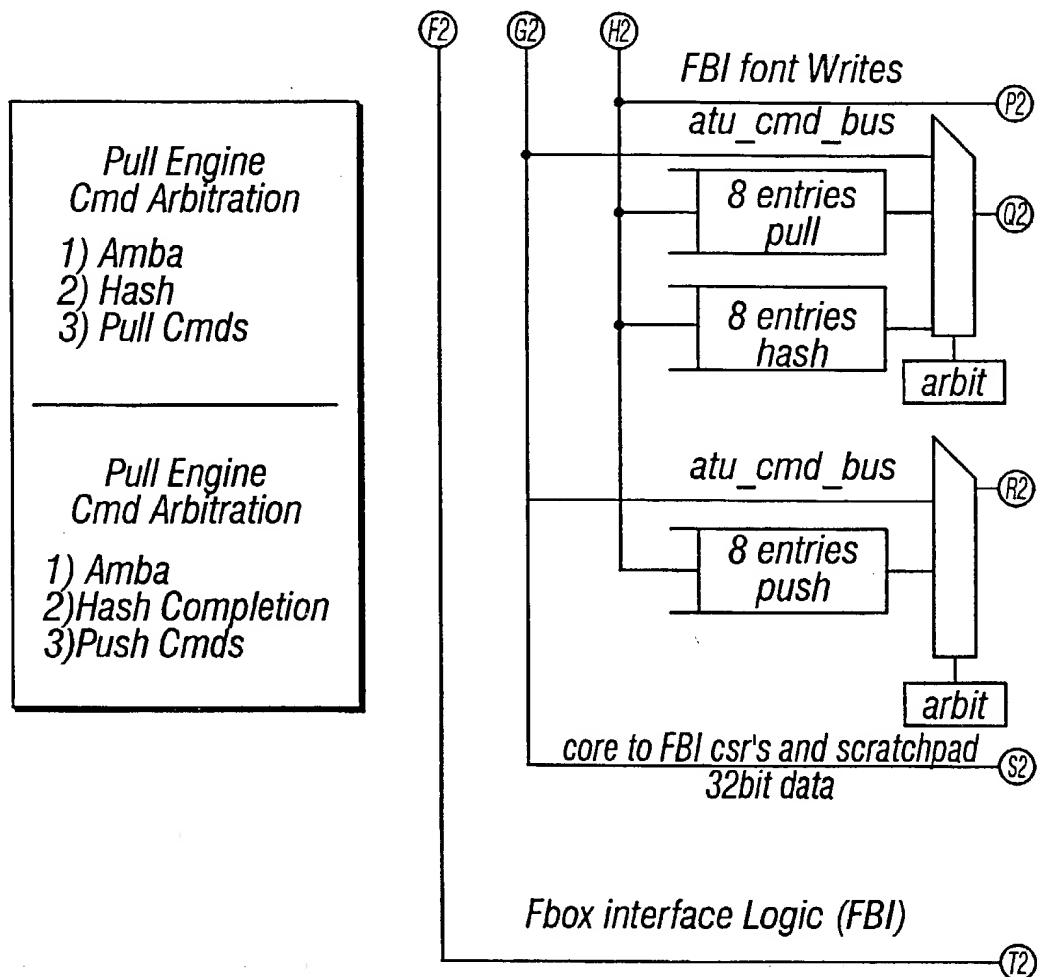 F2
G2
H2
FBI font Writes
P2
atu_cmd_bus
8 entries
pull
Q2
8 entries
hash
arbit
Pull Engine
Cmd Arbitration
1) Amba
2) Hash
3) Pull Cmds
Pull Engine
Cmd Arbitration
1) Amba
2)Hash Completion
3)Push Cmds
atu_cmd_bus
R2
8 entries
push
arbit
core to FBI csr's and scratchpad
32bit data
S2
Fbox interface Logic (FBI)
T2